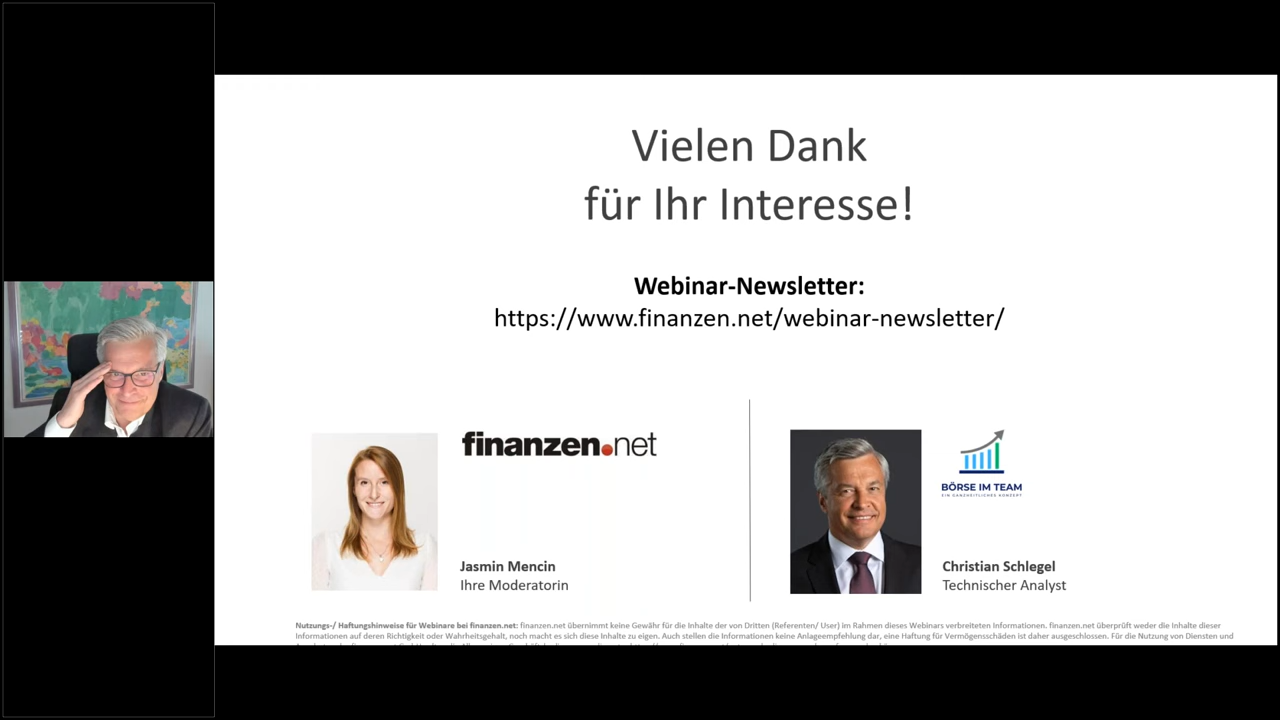 Vielen Dank
für Ihr Interesse!
Webinar-Newsletter:
https://www.finanzen.net/webinar-newsletter/
finanzen.net
Jasmin Mencin
Ihre Moderatorin
BÖRSE IM TEAM
EIN GANZHEITLICHES KONZEPT
Christian Schlegel
Technischer Analyst
Nutzungs-/ Haftungshinweise für Webinare bei finanzen.net: finanzen.net übernimmt keine Gewähr für die Inhalte der von Dritten (Referenten/ User) im Rahmen dieses Webinars verbreiteten Informationen. finanzen.net überprüft weder die Inhalte dieser
Informationen auf deren Richtigkeit oder Wahrheitsgehalt, noch macht es sich diese Inhalte zu eigen. Auch stellen die Informationen keine Anlageempfehlung dar, eine Haftung für Vermögensschäden ist daher ausgeschlossen. Für die Nutzung von Diensten und